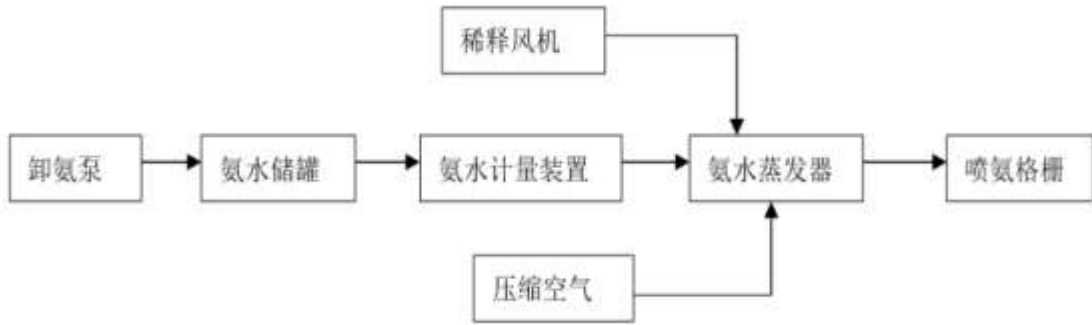 稀释风机
卸氨泵
氨水储罐
氨水计量装置
氨水蒸发器
喷氨格栅
压缩空气